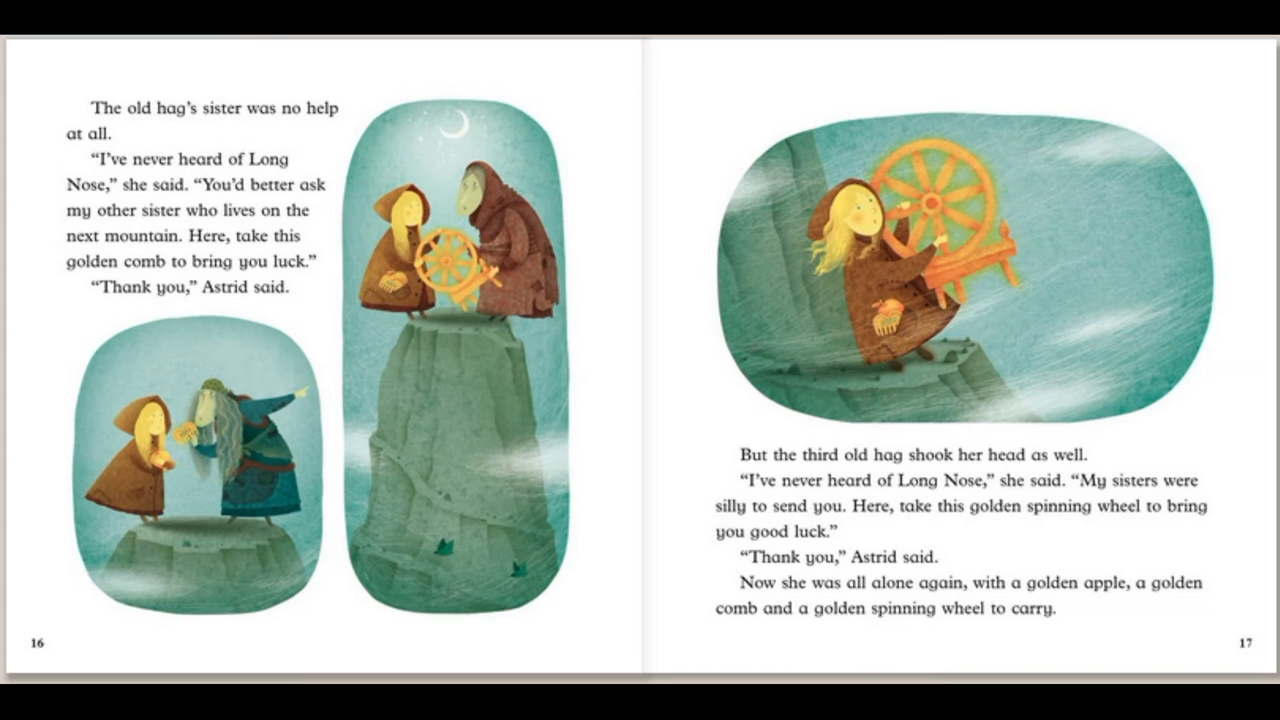 The old hag’s sister was no help
at all.
“I’ve never heard of Long
Nose,” she said. “You’d better ask
my other sister who lives on the
next mountain. Here, take this
golden comb to bring you luck.”
“Thank you,” Astrid said.
16
But the third old hag shook her head as well.
“I’ve never heard of Long Nose,” she said. “My sisters were
silly to send you. Here, take this golden spinning wheel to bring
you good luck.”
“Thank you,” Astrid said.
Now she was all alone again, with a golden apple, a golden
comb and a golden spinning wheel to carry.
17